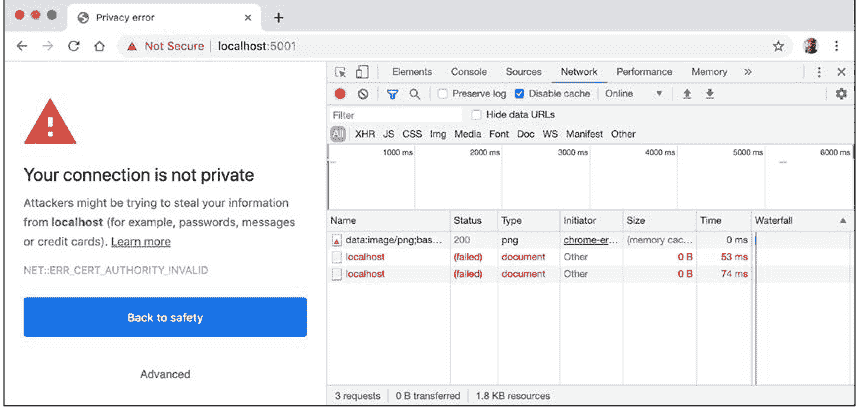 Privacy error
Not Secure | localhost:5001
Your connection is not private
Attackers might be trying to steal your information
from localhost (for example, passwords, messages
or credit cards). Learn more
NET::ERR_CERT_AUTHORITY_INVALID
Back to safety
Advanced
Elements Console Sources Network Performance Memory »
Preserve log Disable cache Online
Filter Hide data URLs
All XHR JS CSS Img Media Font Doc WS Manifest Other
1000 ms 2000 ms 3000 ms 4000 ms 5000 ms 6000 ms
Name Status Type Initiator Size Time Waterfall
data:image/png;bas... 200 png chrome-er... (memory cac... 0 ms
localhost (failed) document Other 0 B 53 ms
localhost (failed) document Other 0 B 74 ms
3 requests 0 B transferred 1.8 KB resources